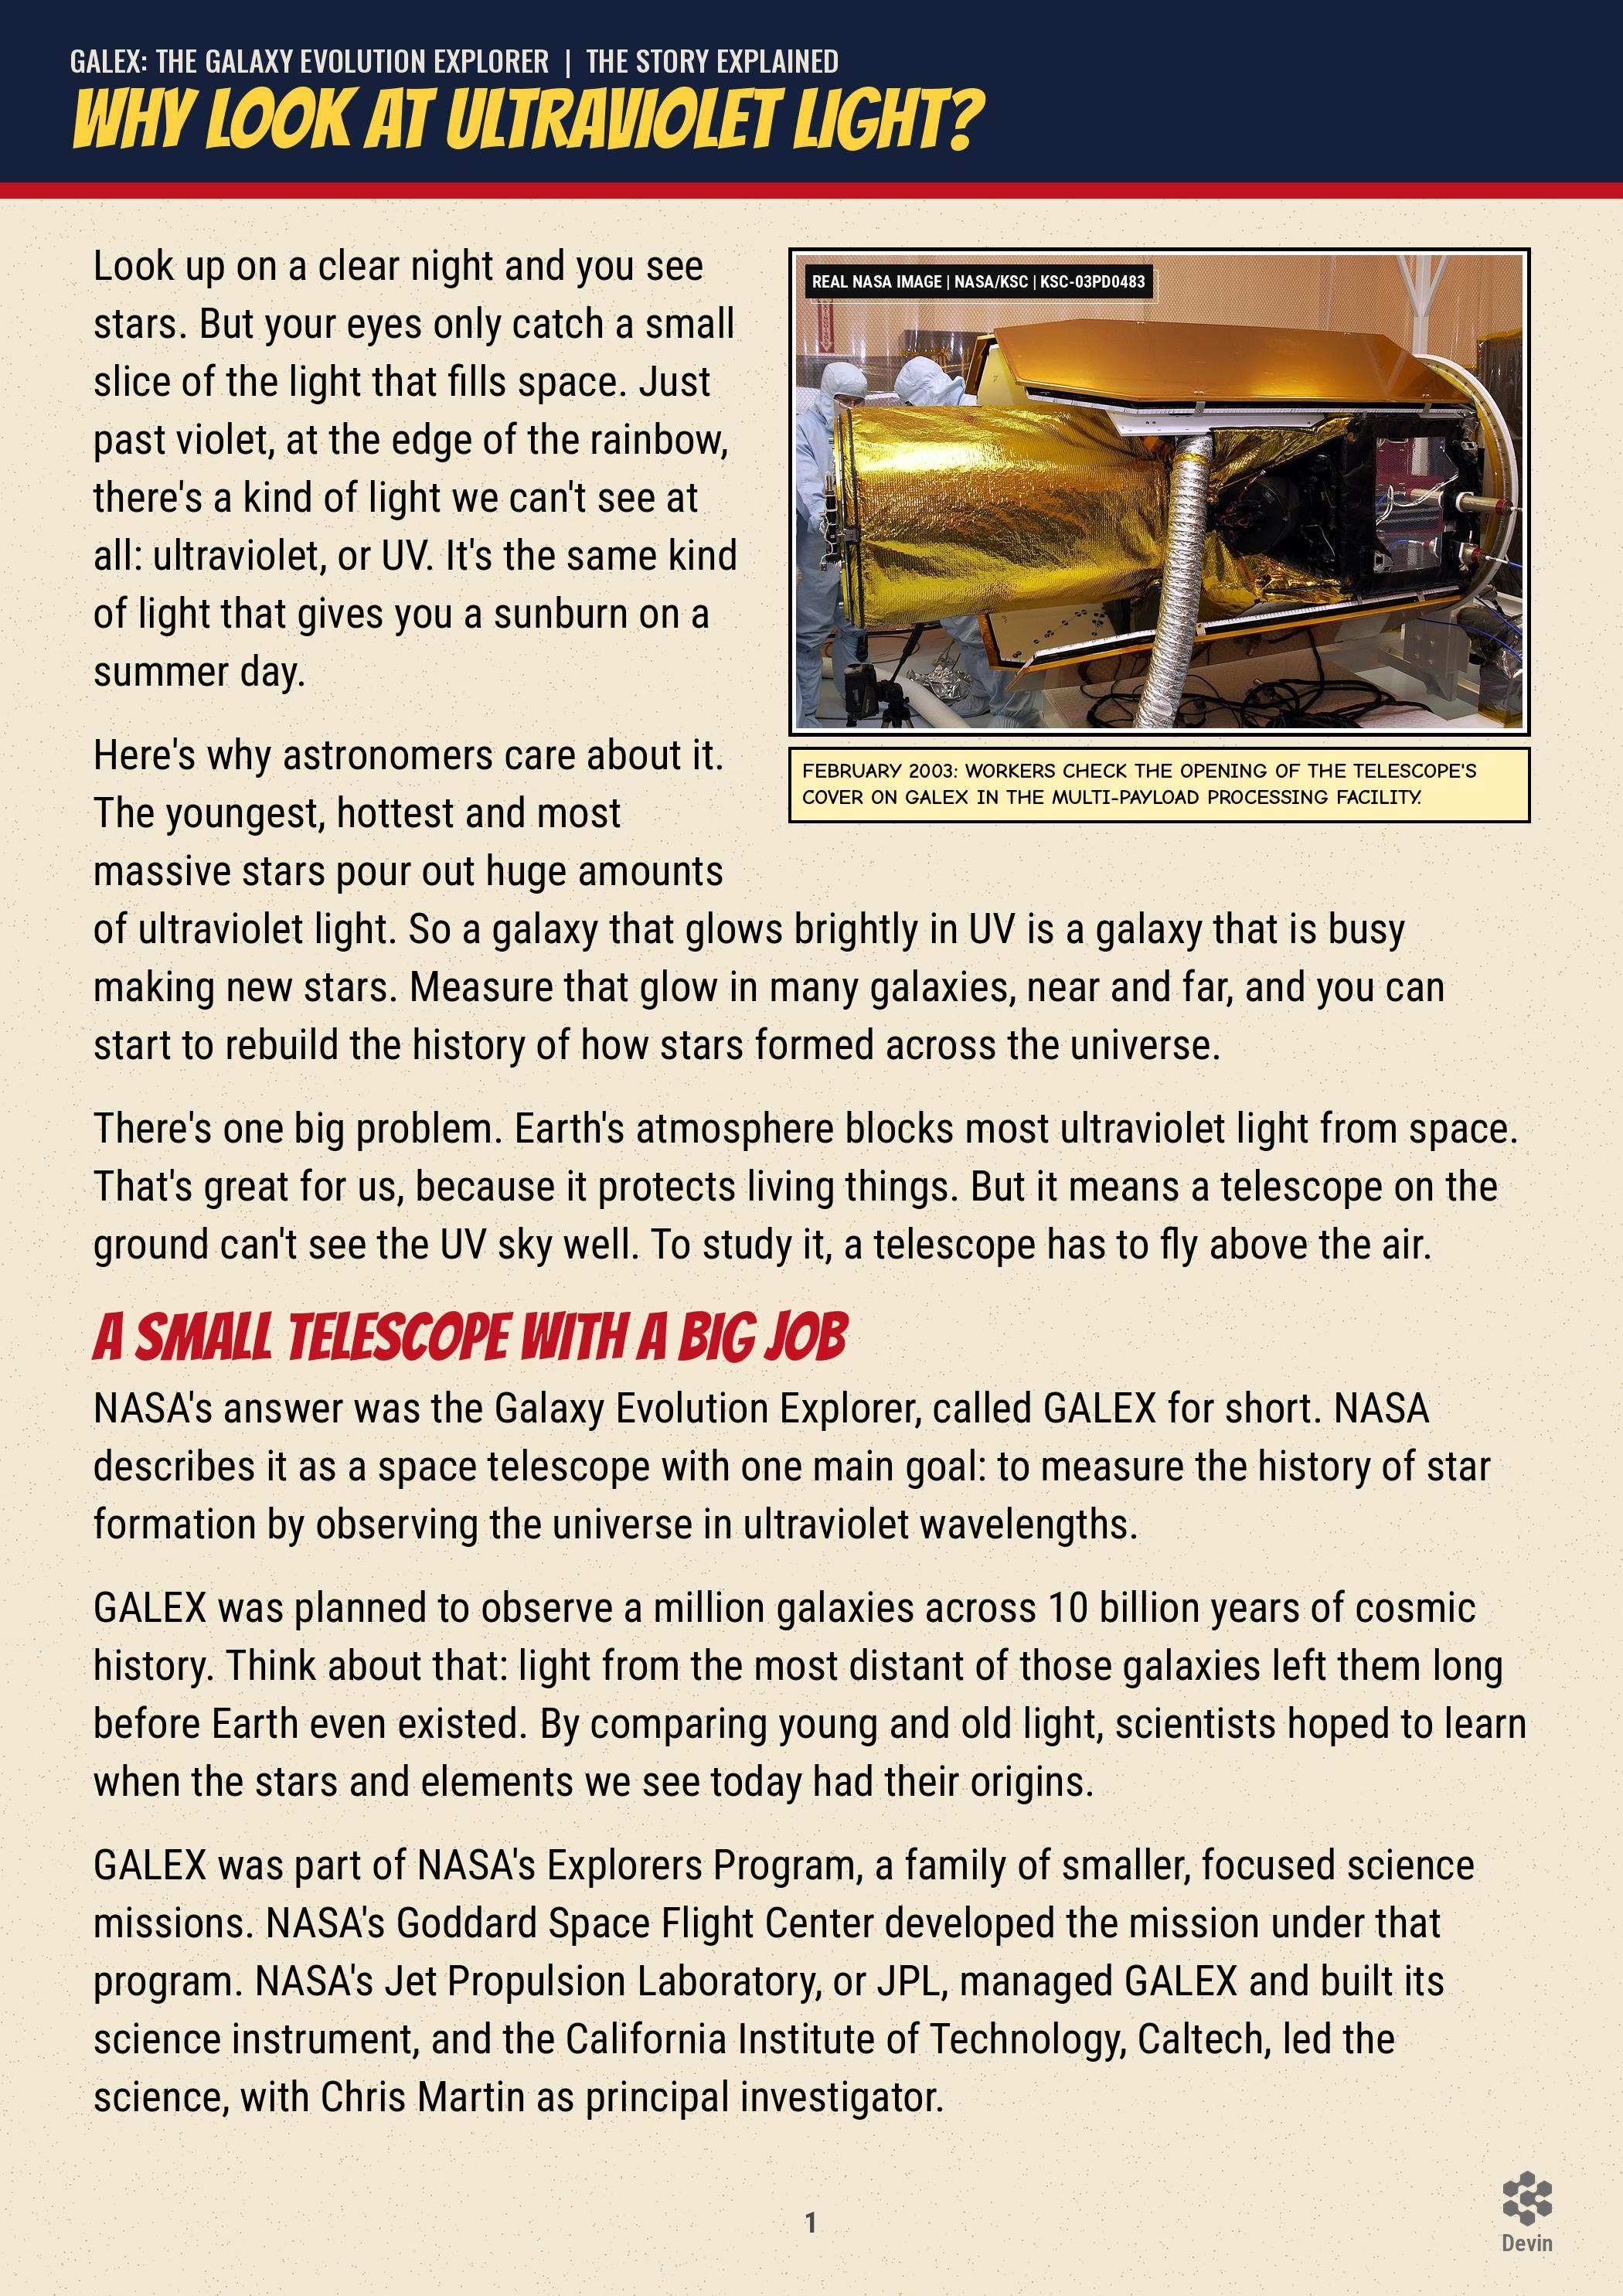 GALEX: THE GALAXY EVOLUTION EXPLORER | THE STORY EXPLAINED
WHY LOOK AT ULTRAVIOLET LIGHT?
Look up on a clear night and you see
stars. But your eyes only catch a small
slice of the light that fills space. Just
past violet, at the edge of the rainbow,
there's a kind of light we can't see at
all: ultraviolet, or UV. It's the same kind
of light that gives you a sunburn on a
summer day.
REAL NASA IMAGE | NASA/KSC | KSC-03PD0483
FEBRUARY 2003: WORKERS CHECK THE OPENING OF THE TELESCOPE'S
COVER ON GALEX IN THE MULTI-PAYLOAD PROCESSING FACILITY.
Here's why astronomers care about it.
The youngest, hottest and most
massive stars pour out huge amounts
of ultraviolet light. So a galaxy that glows brightly in UV is a galaxy that is busy
making new stars. Measure that glow in many galaxies, near and far, and you can
start to rebuild the history of how stars formed across the universe.
There's one big problem. Earth's atmosphere blocks most ultraviolet light from space.
That's great for us, because it protects living things. But it means a telescope on the
ground can't see the UV sky well. To study it, a telescope has to fly above the air.
A SMALL TELESCOPE WITH A BIG JOB
NASA's answer was the Galaxy Evolution Explorer, called GALEX for short. NASA
describes it as a space telescope with one main goal: to measure the history of star
formation by observing the universe in ultraviolet wavelengths.
GALEX was planned to observe a million galaxies across 10 billion years of cosmic
history. Think about that: light from the most distant of those galaxies left them long
before Earth even existed. By comparing young and old light, scientists hoped to learn
when the stars and elements we see today had their origins.
GALEX was part of NASA's Explorers Program, a family of smaller, focused science
missions. NASA's Goddard Space Flight Center developed the mission under that
program. NASA's Jet Propulsion Laboratory, or JPL, managed GALEX and built its
science instrument, and the California Institute of Technology, Caltech, led the
science, with Chris Martin as principal investigator.
1
Devin